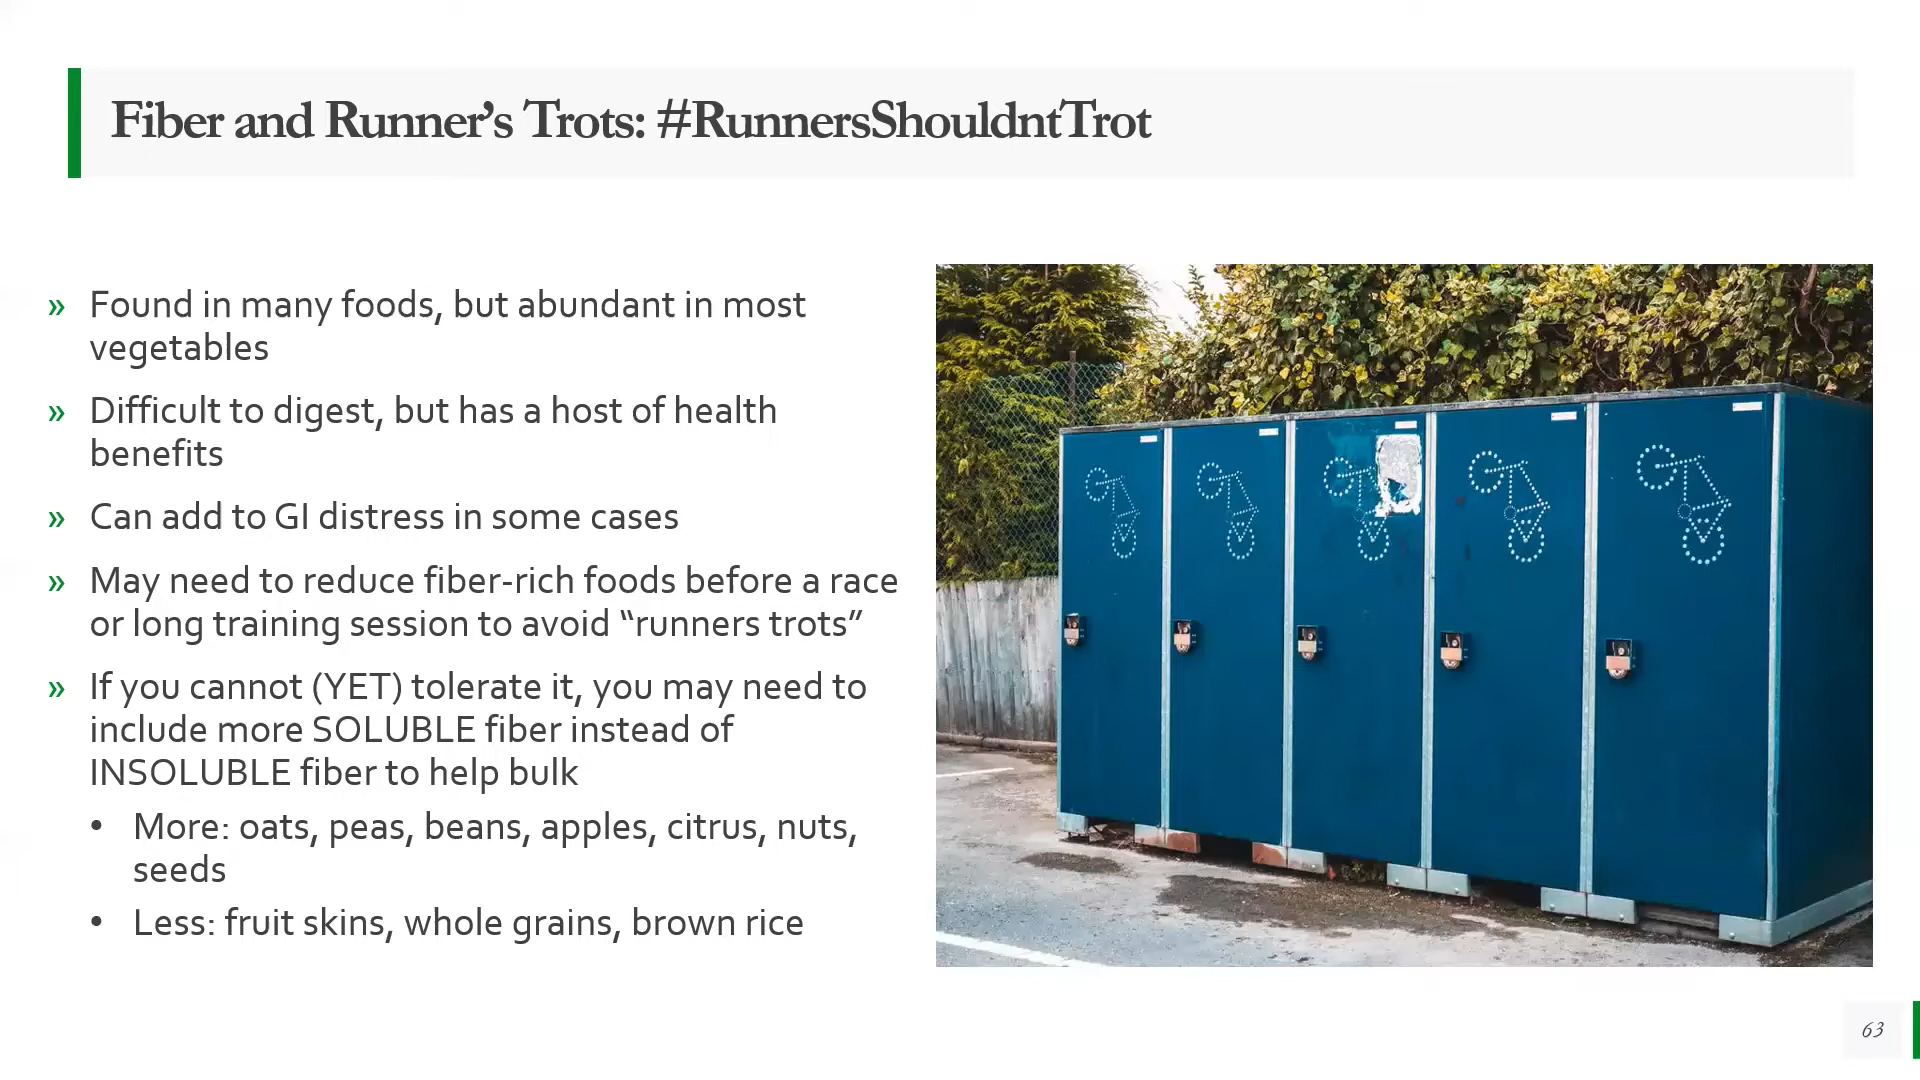 Fiber and Runner’s Trots: #RunnersShouldntTrot
» Found in many foods, but abundant in most
vegetables
» Difficult to digest, but has a host of health
benefits
» Can add to GI distress in some cases
» May need to reduce fiber-rich foods before a race
or long training session to avoid “runners trots”
» If you cannot (YET) tolerate it, you may need to
include more SOLUBLE fiber instead of
INSOLUBLE fiber to help bulk
• More: oats, peas, beans, apples, citrus, nuts,
seeds
• Less: fruit skins, whole grains, brown rice
63